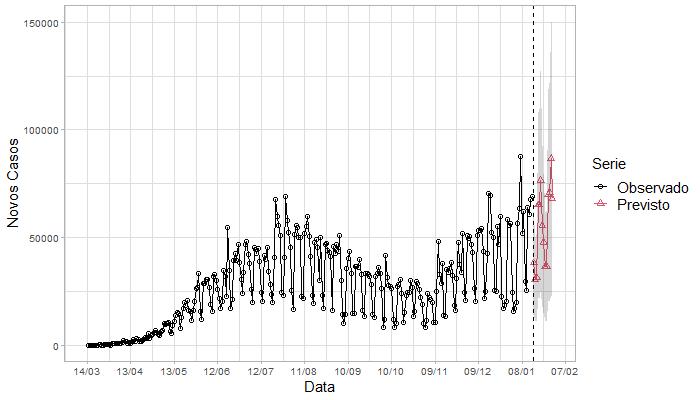 150000
100000
50000
0
Novos Casos
14/03 13/04 13/05 12/06 12/07 11/08 10/09 10/10 09/11 09/12 08/01 07/02
Data
Serie
Observado
Previsto